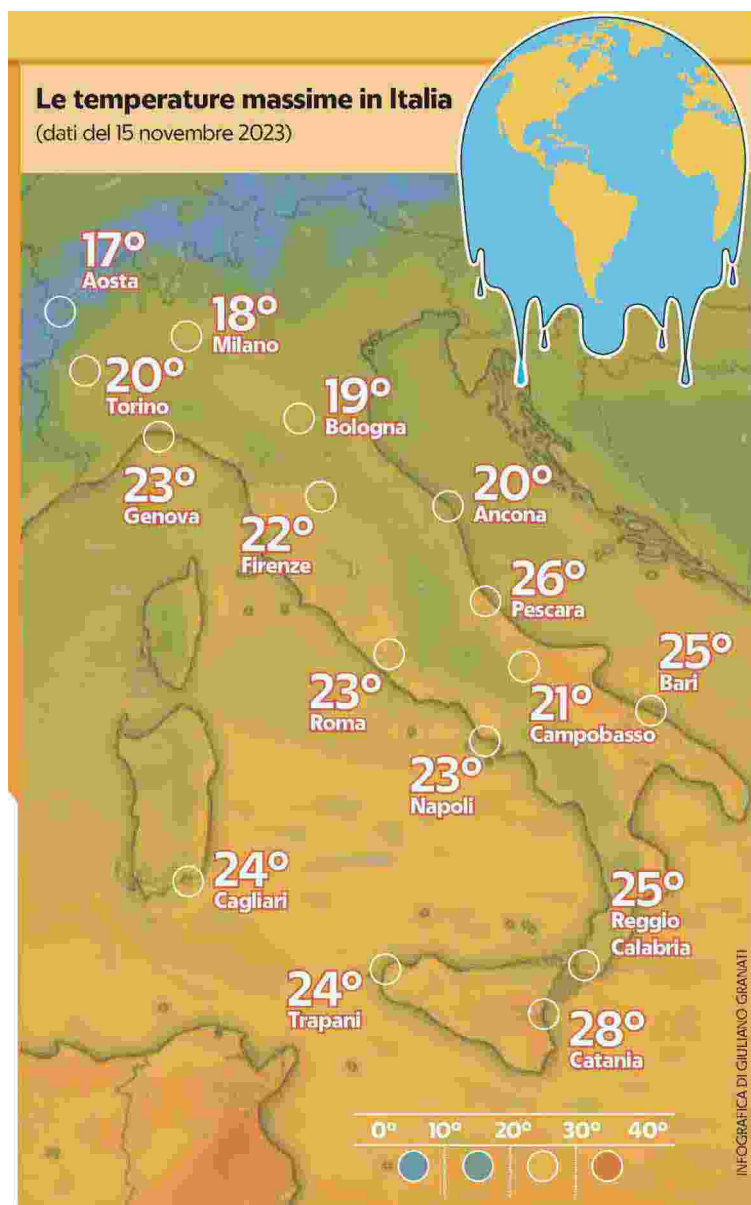 Le temperature massime in Italia
(dati del 15 novembre 2023)
17°
Aosta
18°
Milano
20°
Torino
19°
Bologna
23°
Genova
22°
Firenze
20°
Ancona
26°
Pescara
23°
Roma
21°
Campobasso
25°
Bari
23°
Napoli
24°
Cagliari
25°
Reggio
Calabria
24°
Trapani
28°
Catania
0° 10° 20° 30° 40°
INFOGRAFICA DI GIULIANO GRANATI